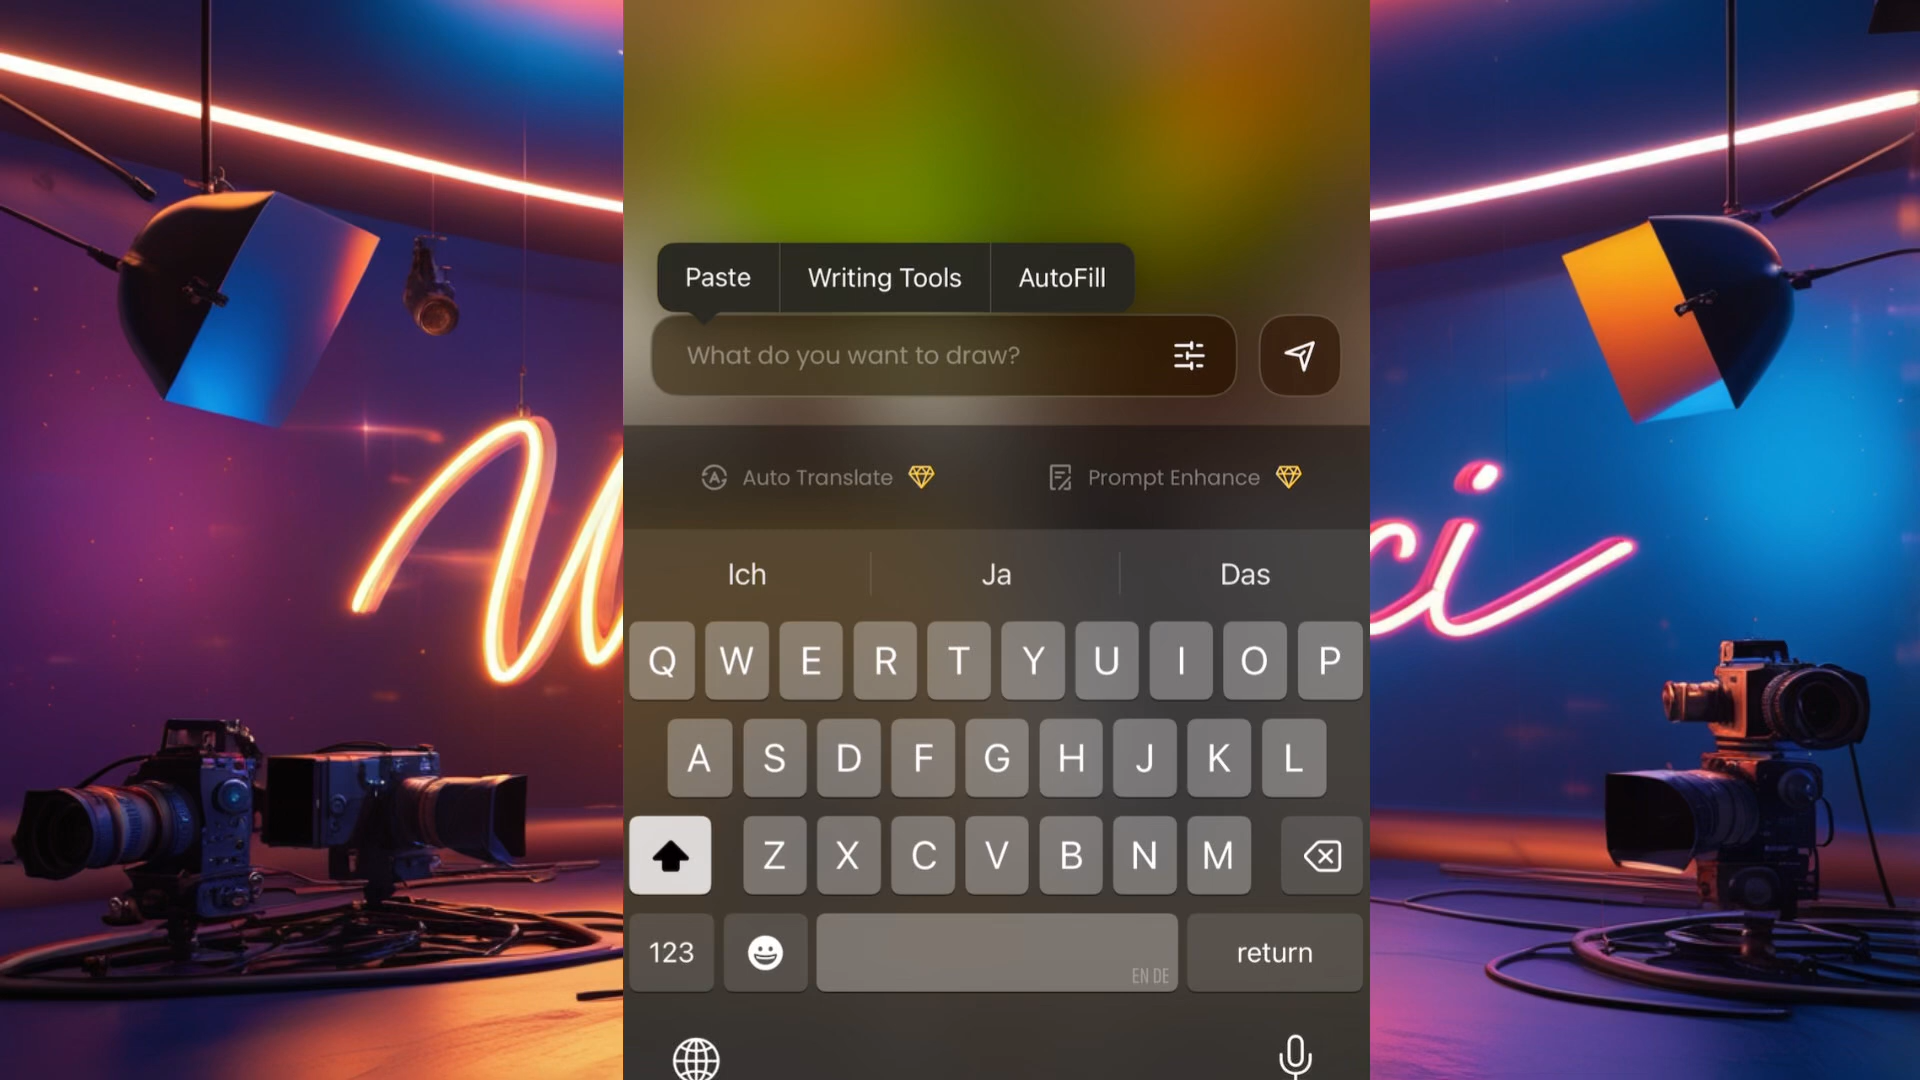 Paste Writing Tools AutoFill
What do you want to draw?
Auto Translate Prompt Enhance
Ich Ja Das
Q W E R T Y U I O P
A S D F G H J K L
Z X C V B N M
123 EN DE return
ci